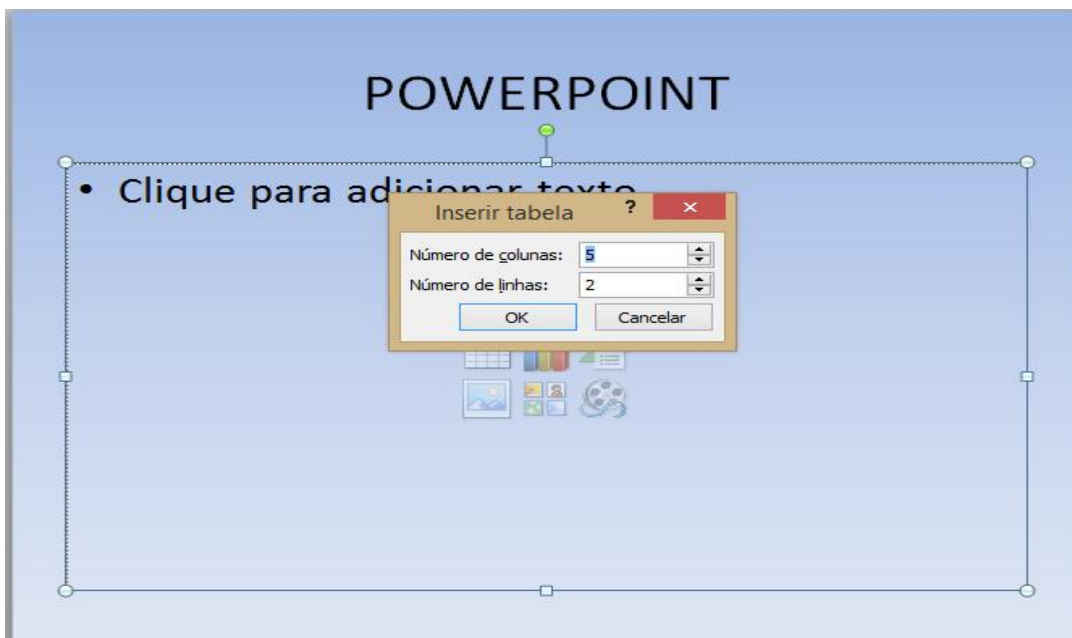 POWERPOINT
• Clique para adicionar texto
Inserir tabela ? ×
Número de colunas: 5
Número de linhas: 2
OK Cancelar